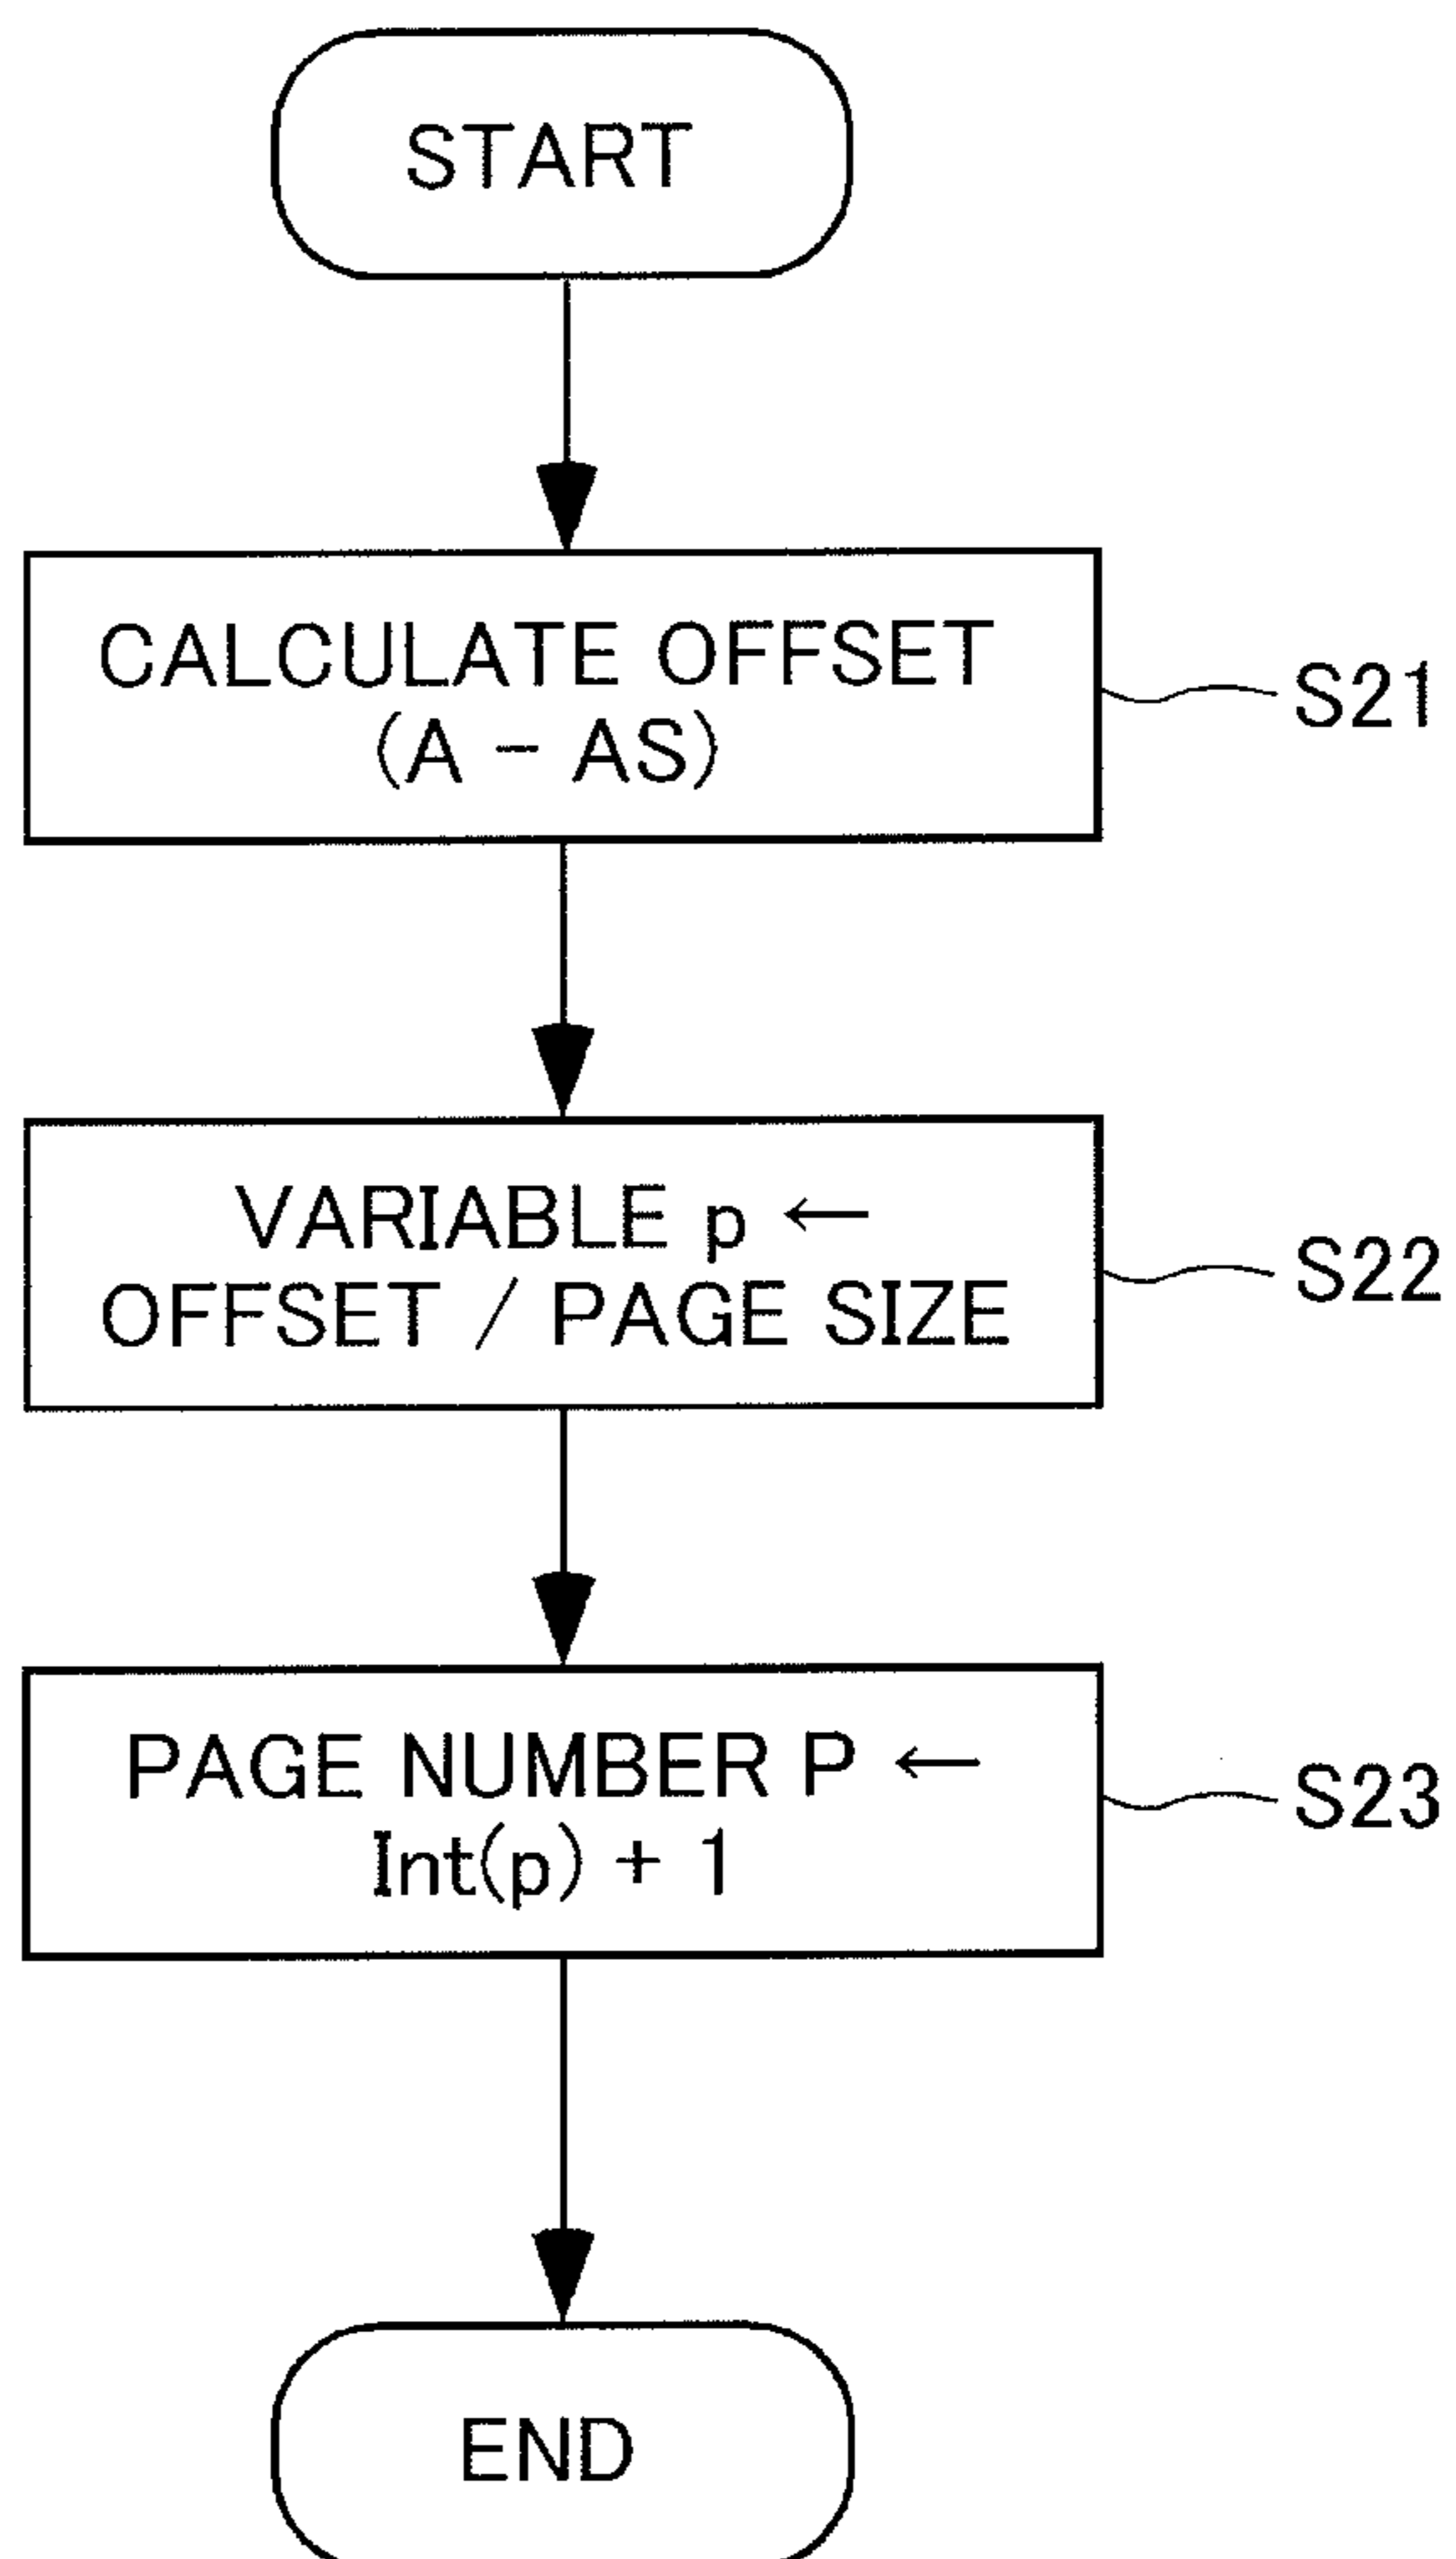 START
CALCULATE OFFSET
(A - AS)
S21
VARIABLE p ←
OFFSET / PAGE SIZE
S22
PAGE NUMBER P ←
Int(p) + 1
S23
END